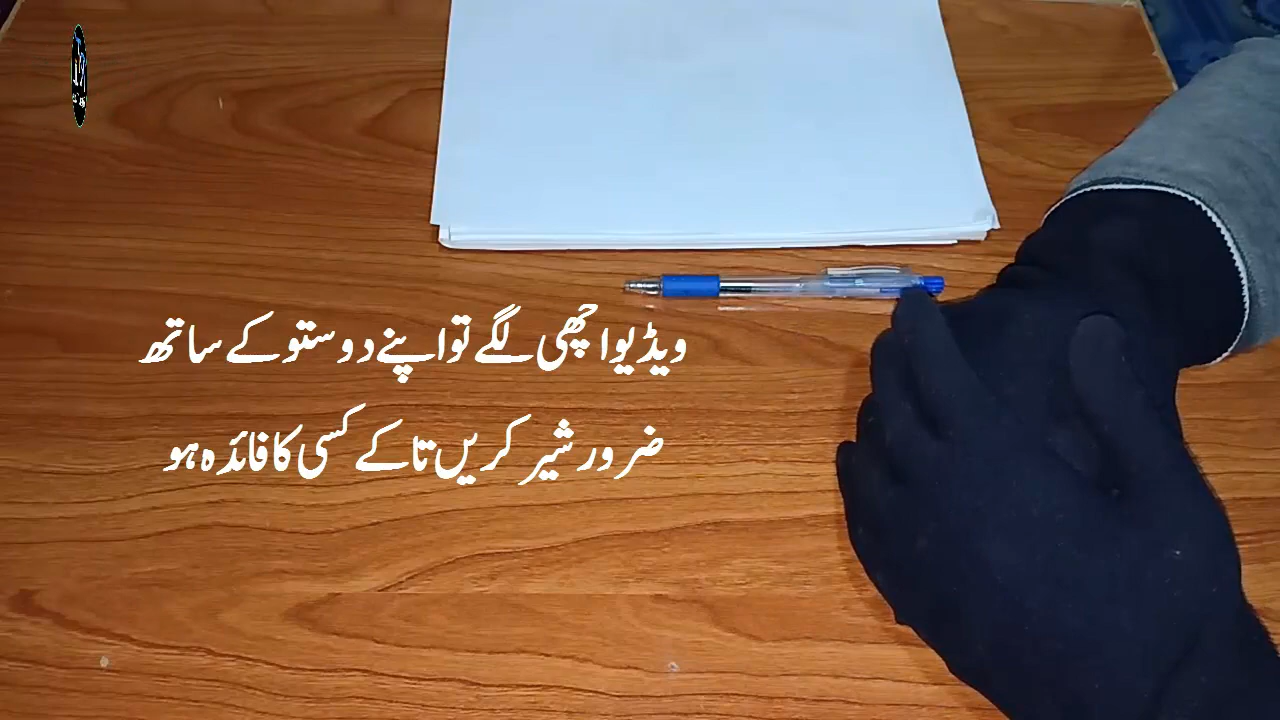 ویڈیو اچھی لگے تو اپنے دوستو کے ساتھ
ضرور شیر کریں تا کے کسی کا فائدہ ہو